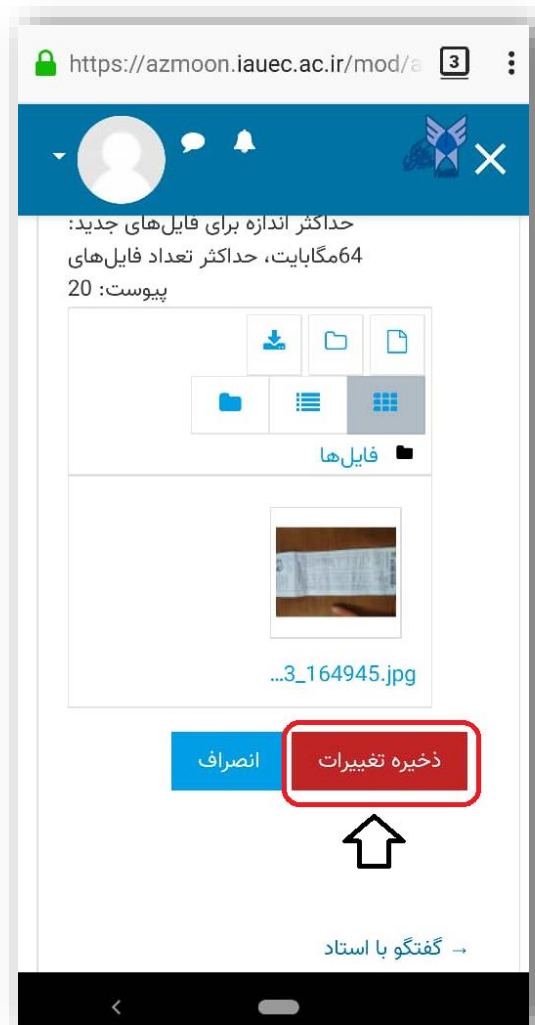 https://azmoon.iauec.ac.ir/mod/a
3
حداکثر اندازه برای فایل‌های جدید:
64مگابایت، حداکثر تعداد فایل‌های
پیوست: 20
فایل‌ها
...3_164945.jpg
ذخیره تغییرات
انصراف
→ گفتگو با استاد